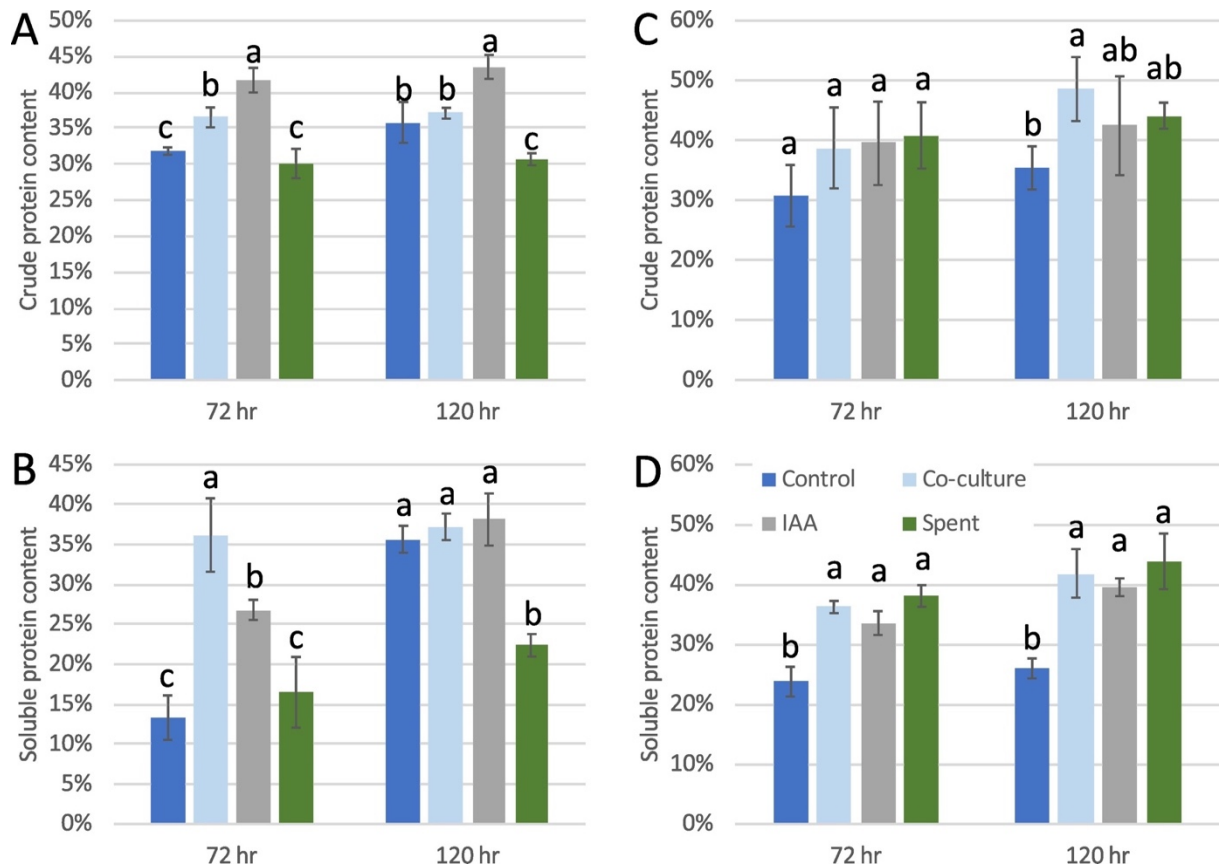 A
Crude protein content
50%
45%
40%
35%
30%
25%
20%
15%
10%
5%
0%
c b a c
b b a c
72 hr 120 hr
C
Crude protein content
60%
50%
40%
30%
20%
10%
0%
a a a a
b a ab ab
72 hr 120 hr
B
Soluble protein content
45%
40%
35%
30%
25%
20%
15%
10%
5%
0%
c a b c
a a a b
72 hr 120 hr
D
Soluble protein content
60%
50%
40%
30%
20%
10%
0%
Control Co-culture
IAA Spent
b a a a
b a a a
72 hr 120 hr